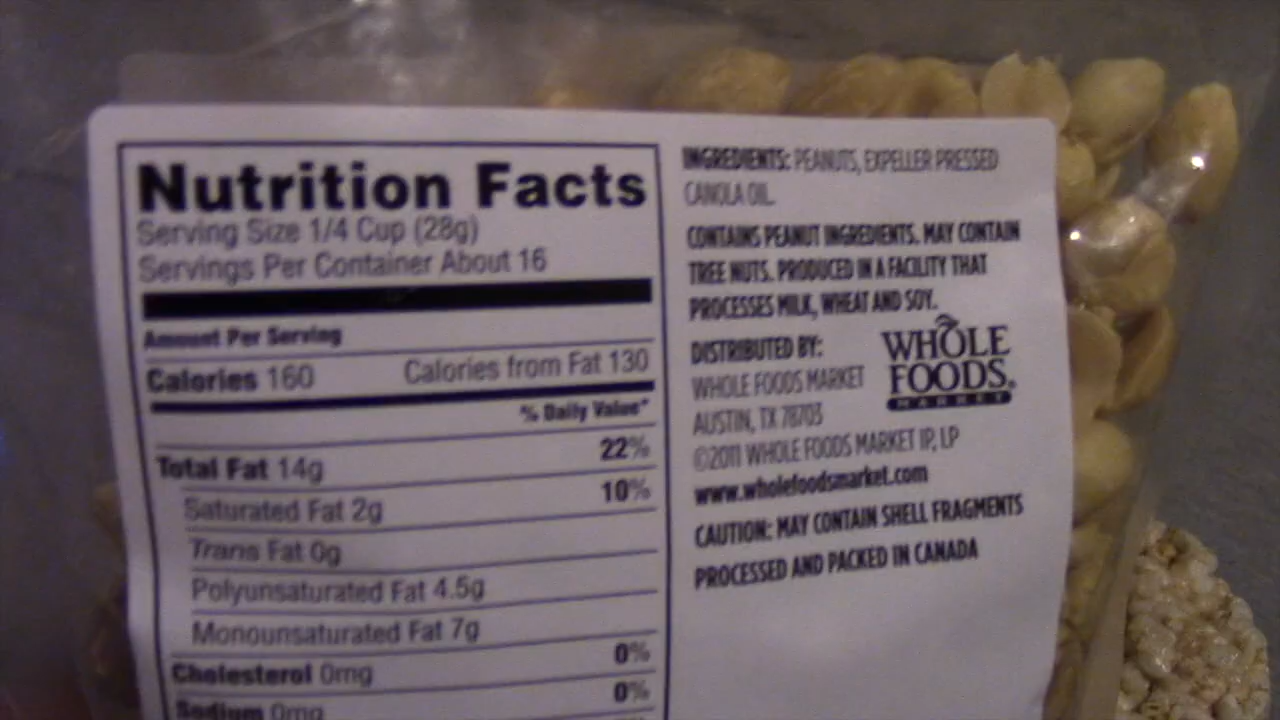 Nutrition Facts
Serving Size 1/4 Cup (28g)
Servings Per Container About 16
Amount Per Serving
Calories 160 Calories from Fat 130
% Daily Value*
Total Fat 14g 22%
Saturated Fat 2g 10%
Trans Fat 0g
Polyunsaturated Fat 4.5g
Monounsaturated Fat 7g
Cholesterol 0mg 0%
Sodium 0mg 0%
INGREDIENTS: PEANUTS, EXPELLER PRESSED
CANOLA OIL.
CONTAINS PEANUT INGREDIENTS. MAY CONTAIN
TREE NUTS. PRODUCED IN A FACILITY THAT
PROCESSES MILK, WHEAT AND SOY.
DISTRIBUTED BY:
WHOLE FOODS MARKET
AUSTIN, TX 78703
©2011 WHOLE FOODS MARKET IP, LP
www.wholefoodsmarket.com
CAUTION: MAY CONTAIN SHELL FRAGMENTS
PROCESSED AND PACKED IN CANADA
WHOLE
FOODS®
MARKET